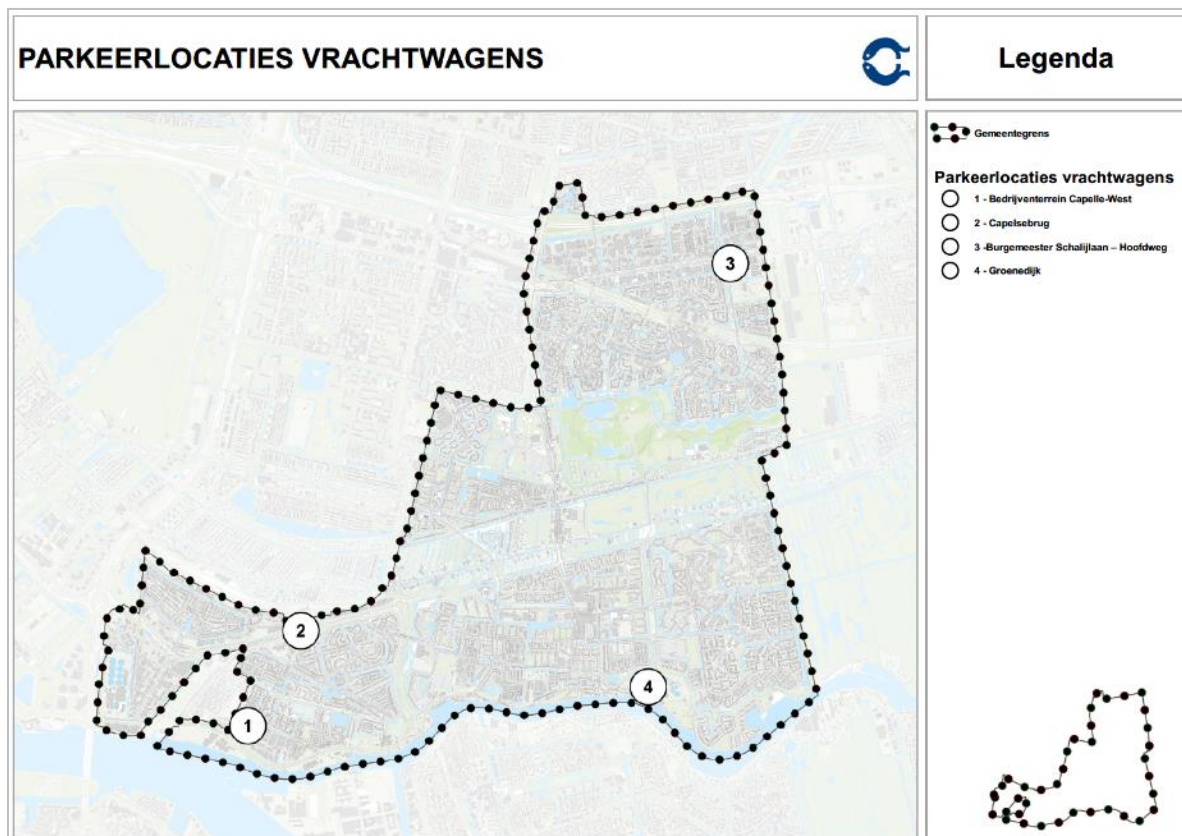 PARKEERLOCATIES VRACHTWAGENS
Legenda
Gemeentegrens
Parkeerlocaties vrachtwagens
1 - Bedrijventerrein Capelle-West
2 - Capelsebrug
3 -Burgemeester Schalijlaan – Hoofdweg
4 - Groenedijk
3
2
4
1